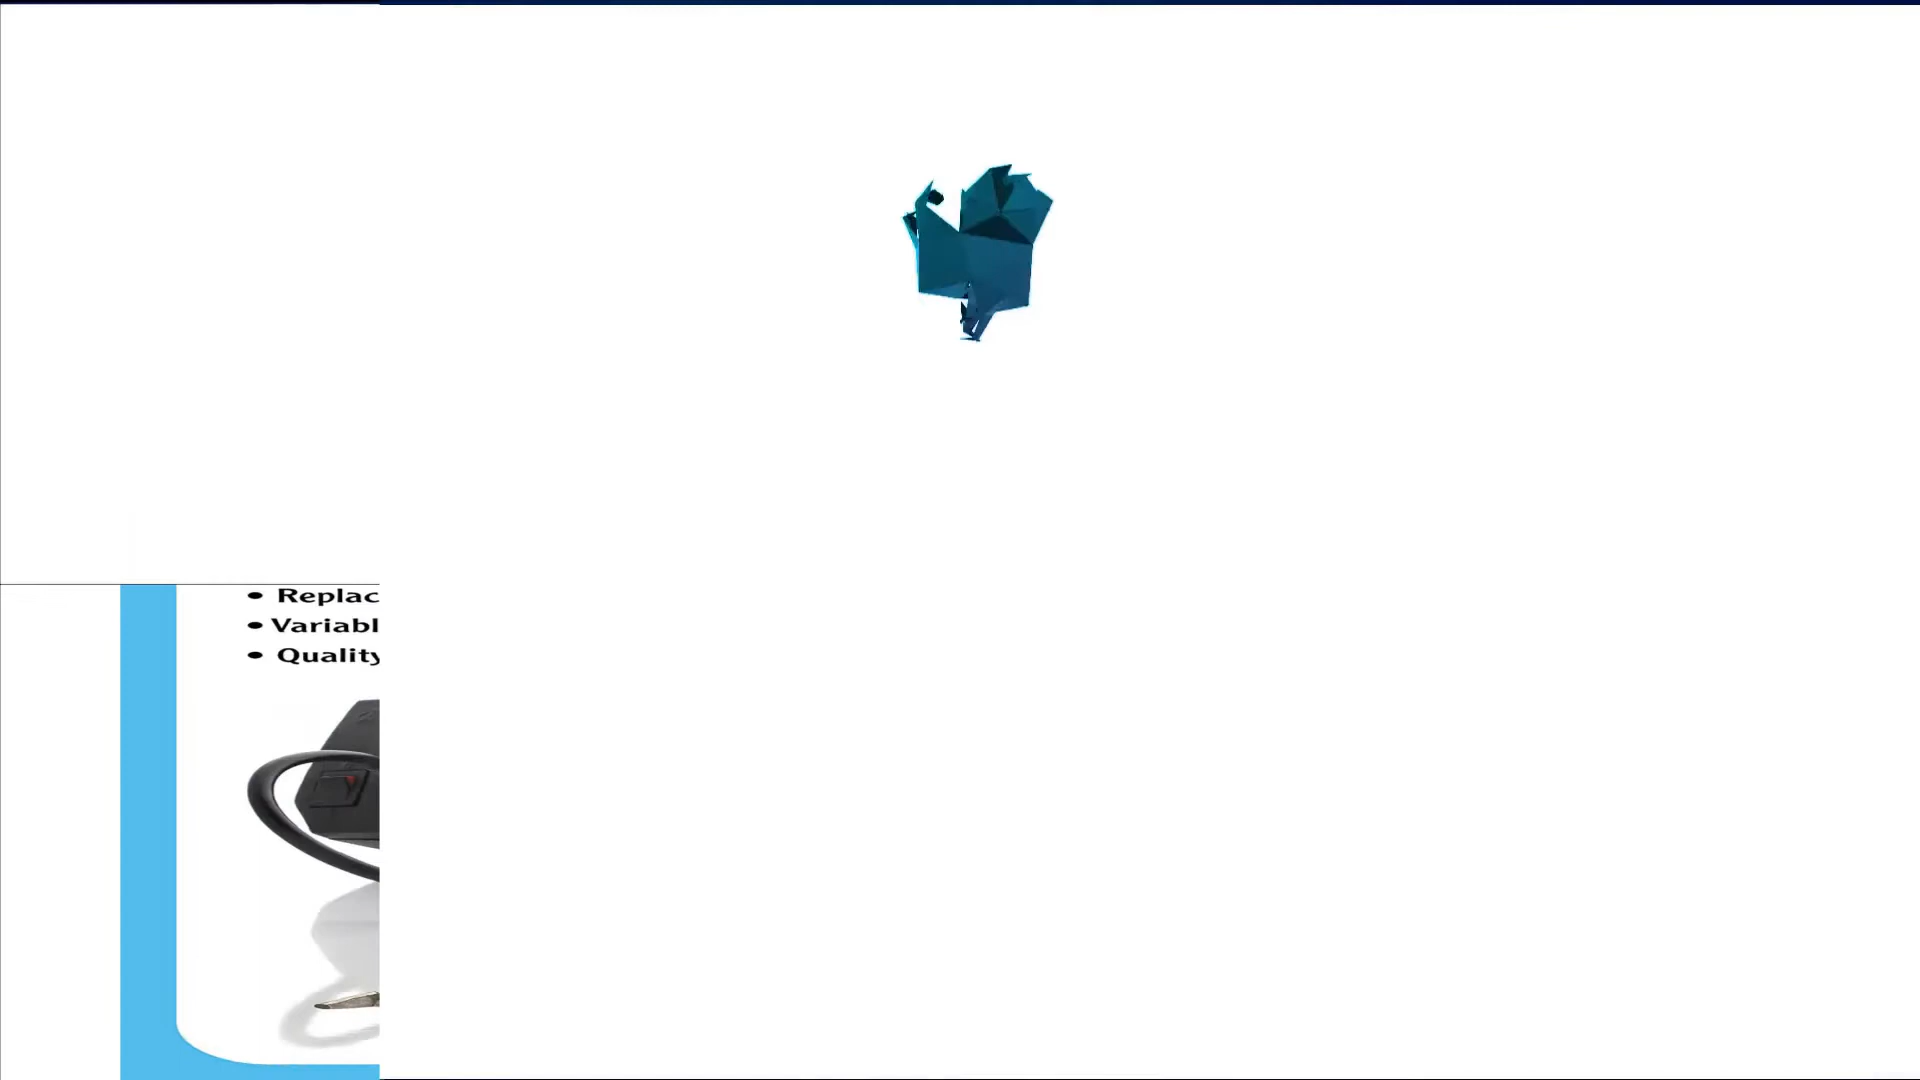 • Replac
• Variabl
• Quality